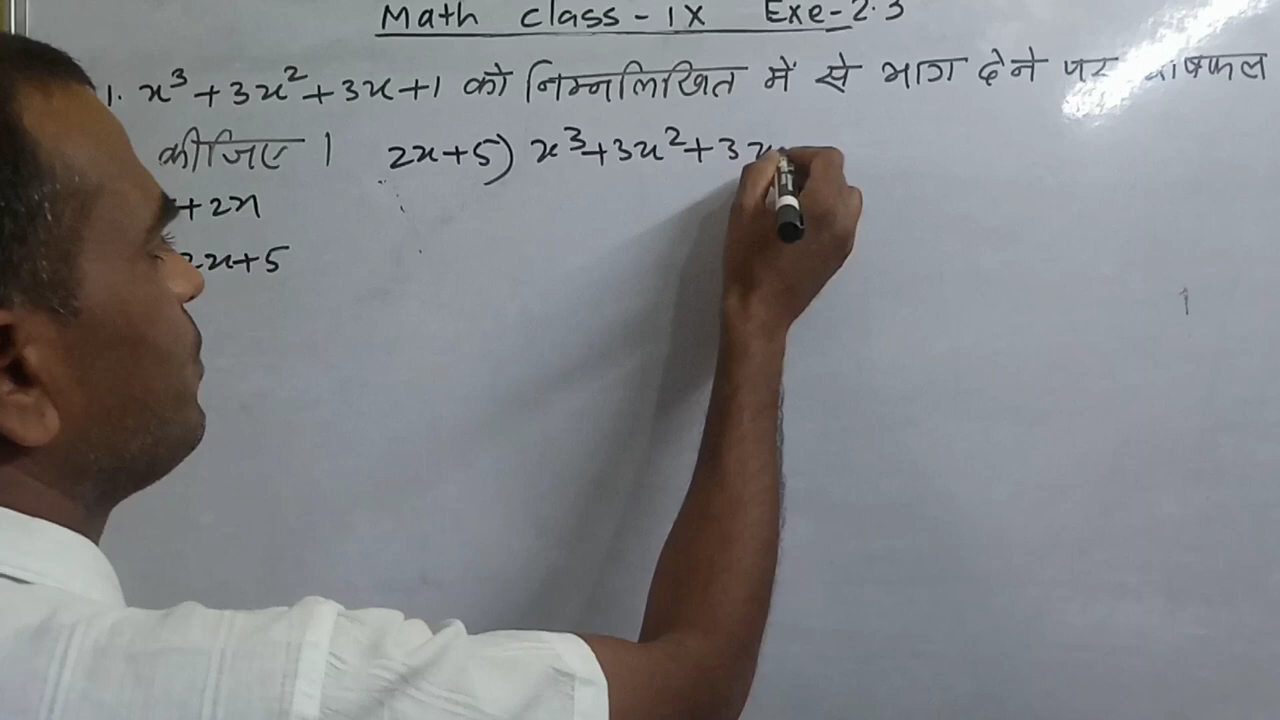 Math class - IX Exe-2.3
1. x³+3x²+3x+1 को निम्नलिखित में से भाग देने पर
कीजिए । 2x+5) x³+3x²+3x
+2x
2x+5